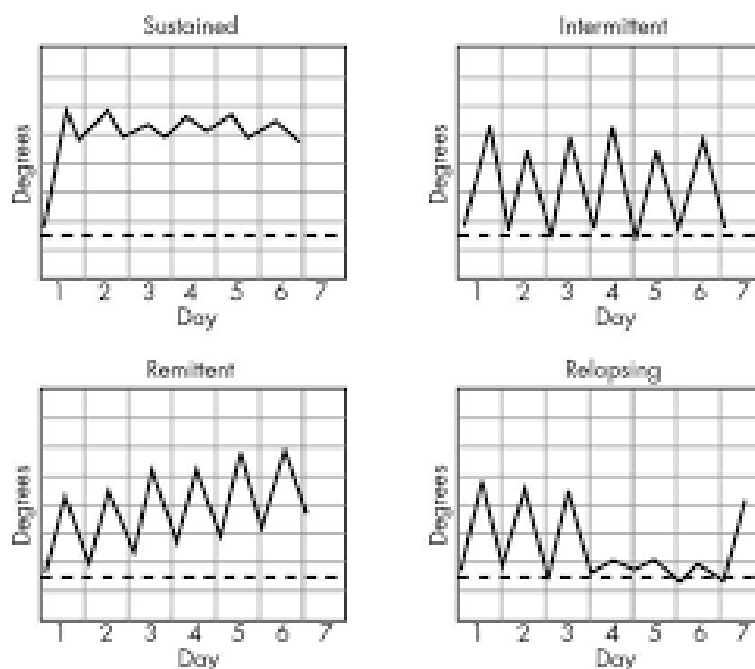 Sustained
Degrees
1 2 3 4 5 6 7
Day
Intermittent
Degrees
1 2 3 4 5 6 7
Day
Remittent
Degrees
1 2 3 4 5 6 7
Day
Relapsing
Degrees
1 2 3 4 5 6 7
Day